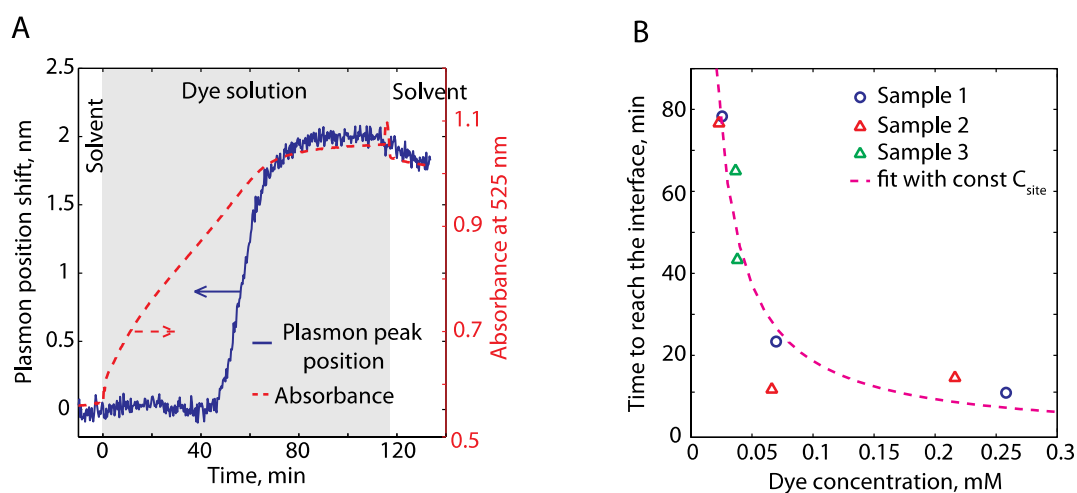 A
Plasmon position shift, nm
2.5
2
1.5
1
0.5
0
Solvent
Dye solution
Solvent
Plasmon peak
position
Absorbance
1.1
0.9
0.7
0.5
Absorbance at 525 nm
0
40
80
120
Time, min
B
Time to reach the interface, min
80
60
40
20
0
Sample 1
Sample 2
Sample 3
fit with const Csite
0
0.05
0.1
0.15
0.2
0.25
0.3
Dye concentration, mM